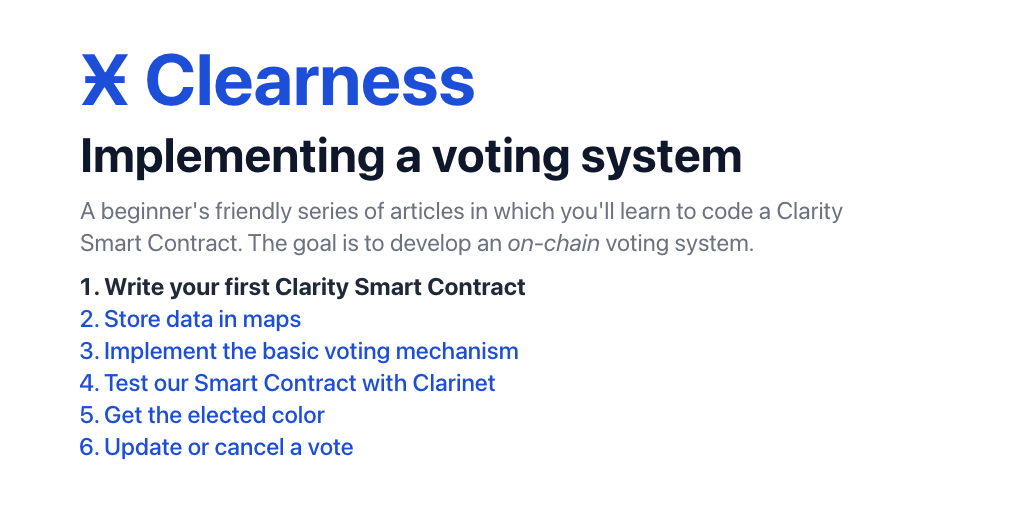 Ӿ Clearness
Implementing a voting system
A beginner's friendly series of articles in which you'll learn to code a Clarity
Smart Contract. The goal is to develop an on-chain voting system.
1. Write your first Clarity Smart Contract
2. Store data in maps
3. Implement the basic voting mechanism
4. Test our Smart Contract with Clarinet
5. Get the elected color
6. Update or cancel a vote